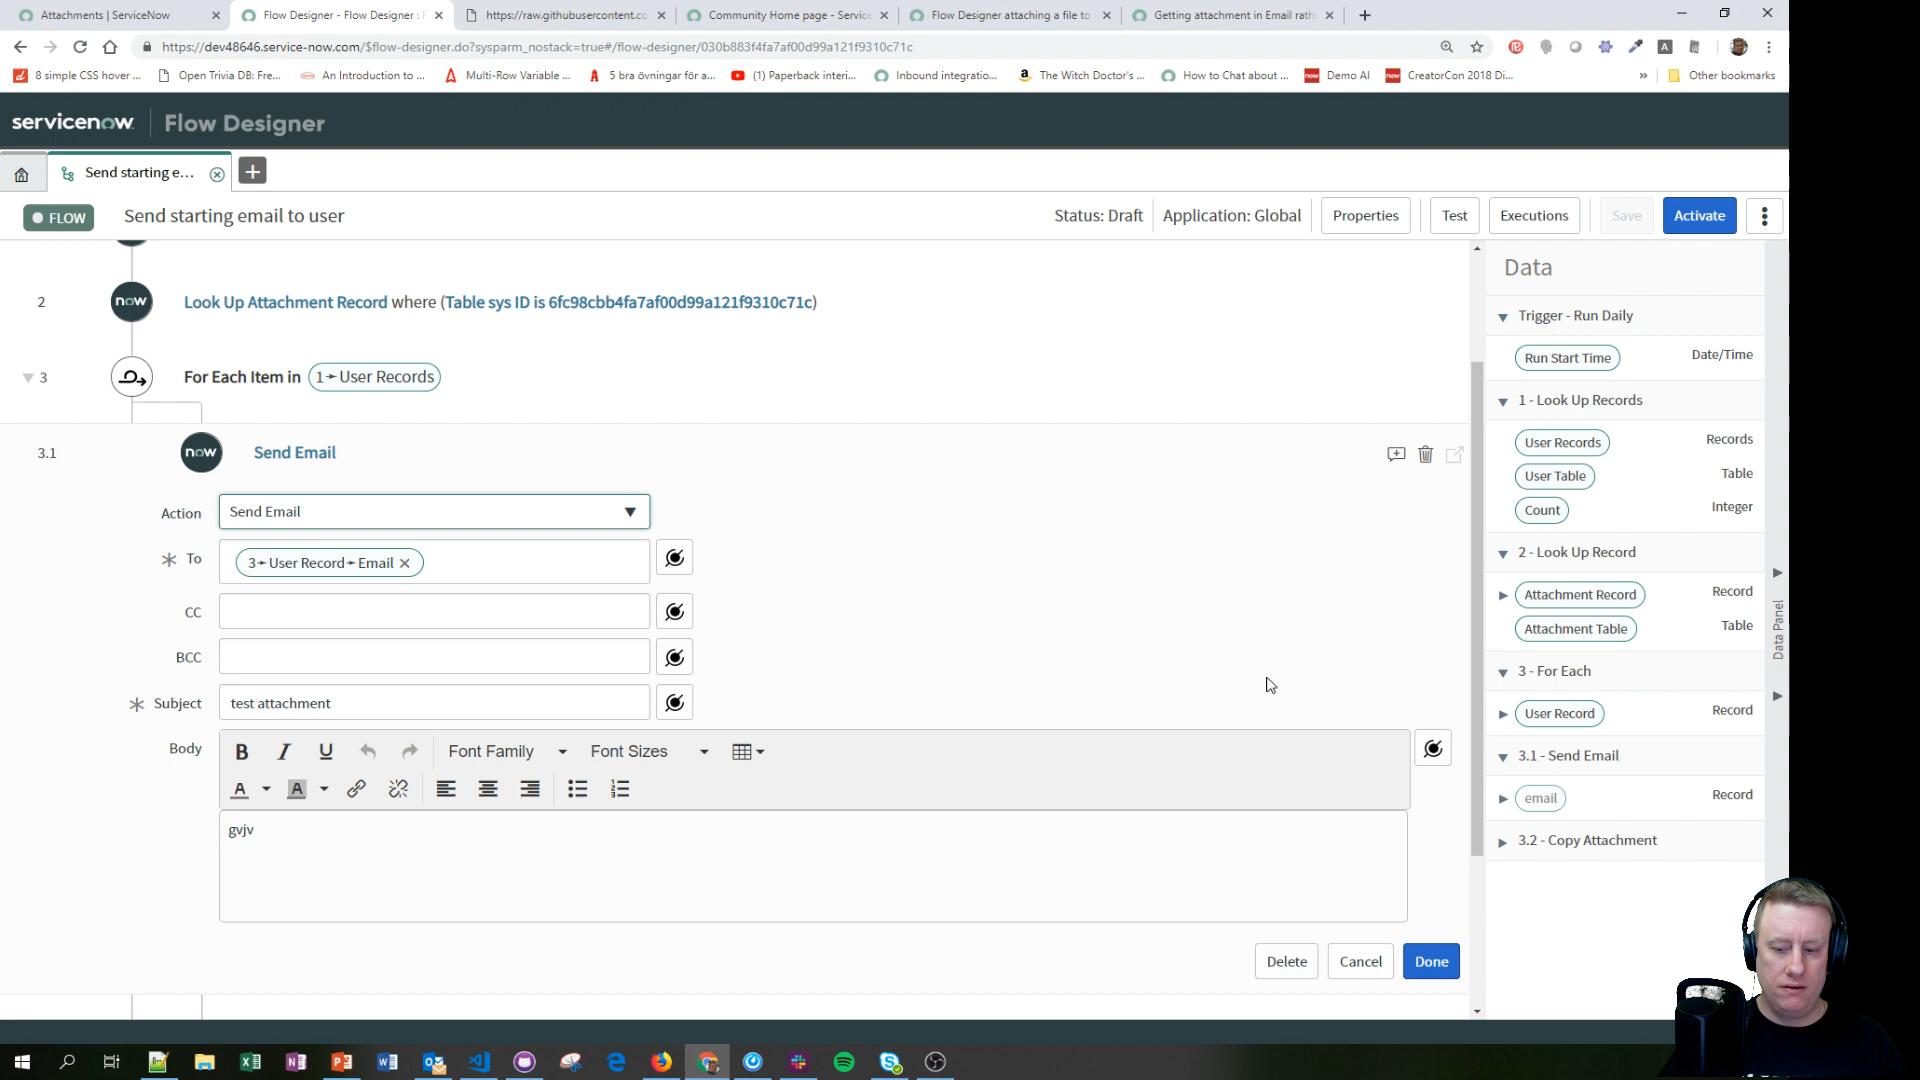 Attachments | ServiceNow
Flow Designer - Flow Designer :
https://raw.githubusercontent.co
Community Home page - Service
Flow Designer attaching a file to
Getting attachment in Email rath
https://dev48646.service-now.com/$flow-designer.do?sysparm_nostack=true#/flow-designer/030b883f4fa7af00d99a121f9310c71c
8 simple CSS hover ...
Open Trivia DB: Fre...
An Introduction to ...
Multi-Row Variable ...
5 bra övningar för a...
(1) Paperback interi...
Inbound integratio...
The Witch Doctor's ...
How to Chat about ...
Demo AI
CreatorCon 2018 Di...
Other bookmarks
servicenow Flow Designer
Send starting e...
FLOW Send starting email to user
Status: Draft
Application: Global
Properties
Test
Executions
Save
Activate
2 now Look Up Attachment Record where (Table sys ID is 6fc98cbb4fa7af00d99a121f9310c71c)
3 For Each Item in 1 User Records
3.1 now Send Email
Action Send Email
To 3 User Record Email
CC
BCC
Subject test attachment
Body
B I U Font Family Font Sizes
A A
gvjv
Delete Cancel Done
Data
Trigger - Run Daily
Run Start Time Date/Time
1 - Look Up Records
User Records Records
User Table Table
Count Integer
2 - Look Up Record
Attachment Record Record
Attachment Table Table
3 - For Each
User Record Record
3.1 - Send Email
email Record
3.2 - Copy Attachment
Data Panel